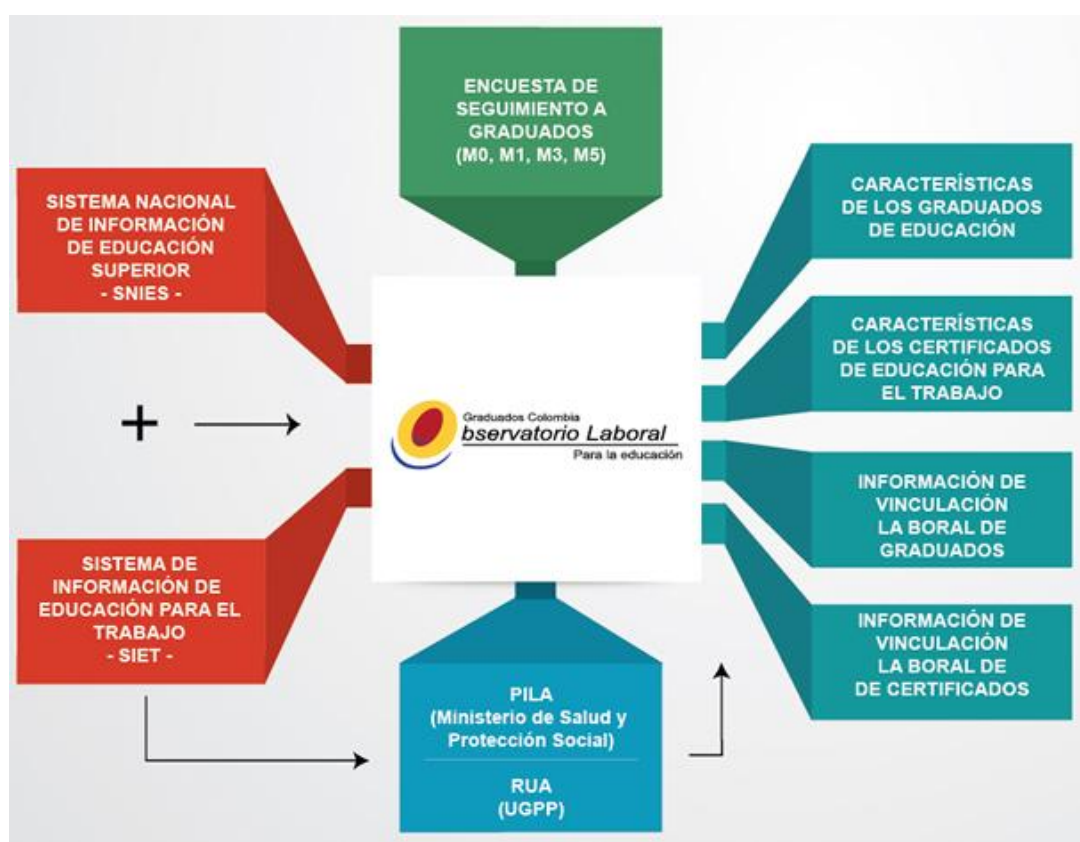 ENCUESTA DE
SEGUIMIENTO A
GRADUADOS
(M0, M1, M3, M5)
SISTEMA NACIONAL
DE INFORMACIÓN
DE EDUCACIÓN
SUPERIOR
- SNIES -
+
SISTEMA DE
INFORMACIÓN DE
EDUCACIÓN PARA EL
TRABAJO
- SIET -
Graduados Colombia
bservatorio Laboral
Para la educación
PILA
(Ministerio de Salud y
Protección Social)
RUA
(UGPP)
CARACTERÍSTICAS
DE LOS GRADUADOS
DE EDUCACIÓN
CARACTERÍSTICAS
DE LOS CERTIFICADOS
DE EDUCACIÓN PARA
EL TRABAJO
INFORMACIÓN DE
VINCULACIÓN
LA BORAL DE
GRADUADOS
INFORMACIÓN DE
VINCULACIÓN
LA BORAL DE
DE CERTIFICADOS